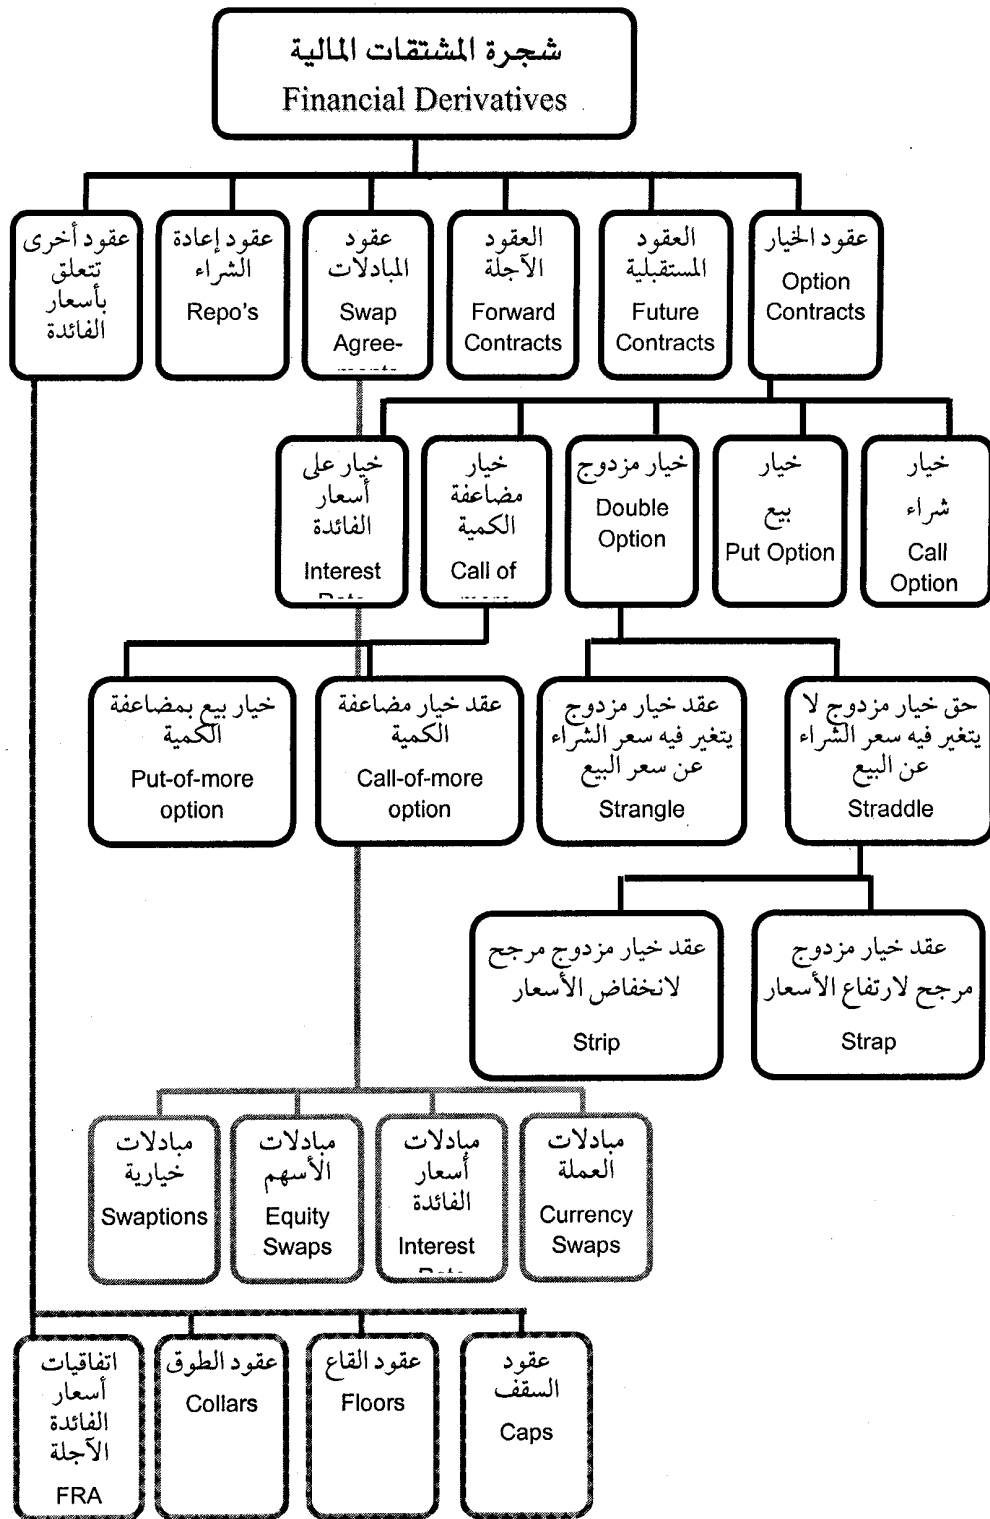 شجرة المشتقات المالية
Financial Derivatives
عقود الخيار
Option
Contracts
العقود
المستقبلية
Future
Contracts
العقود
الآجلة
Forward
Contracts
عقود
المبادلات
Swap
Agree-
عقود إعادة
الشراء
Repo's
عقود أخرى
تتعلق
بأسعار
الفائدة
خيار
شراء
Call
Option
خيار
بيع
Put Option
خيار مزدوج
Double
Option
خيار
مضاعفة
الكمية
Call of
خيار على
أسعار
الفائدة
Interest
حق خيار مزدوج لا
يتغير فيه سعر الشراء
عن البيع
Straddle
عقد خيار مزدوج
يتغير فيه سعر الشراء
عن سعر البيع
Strangle
عقد خيار مضاعفة
الكمية
Call-of-more
option
خيار بيع بمضاعفة
الكمية
Put-of-more
option
عقد خيار مزدوج
مرجح لارتفاع الأسعار
Strap
عقد خيار مزدوج مرجح
لانخفاض الأسعار
Strip
مبادلات
العملة
Currency
Swaps
مبادلات
أسعار
الفائدة
Interest
مبادلات
الأسهم
Equity
Swaps
مبادلات
خيارية
Swaptions
عقود
السقف
Caps
عقود القاع
Floors
عقود الطوق
Collars
اتفاقيات
أسعار
الفائدة
الآجلة
FRA